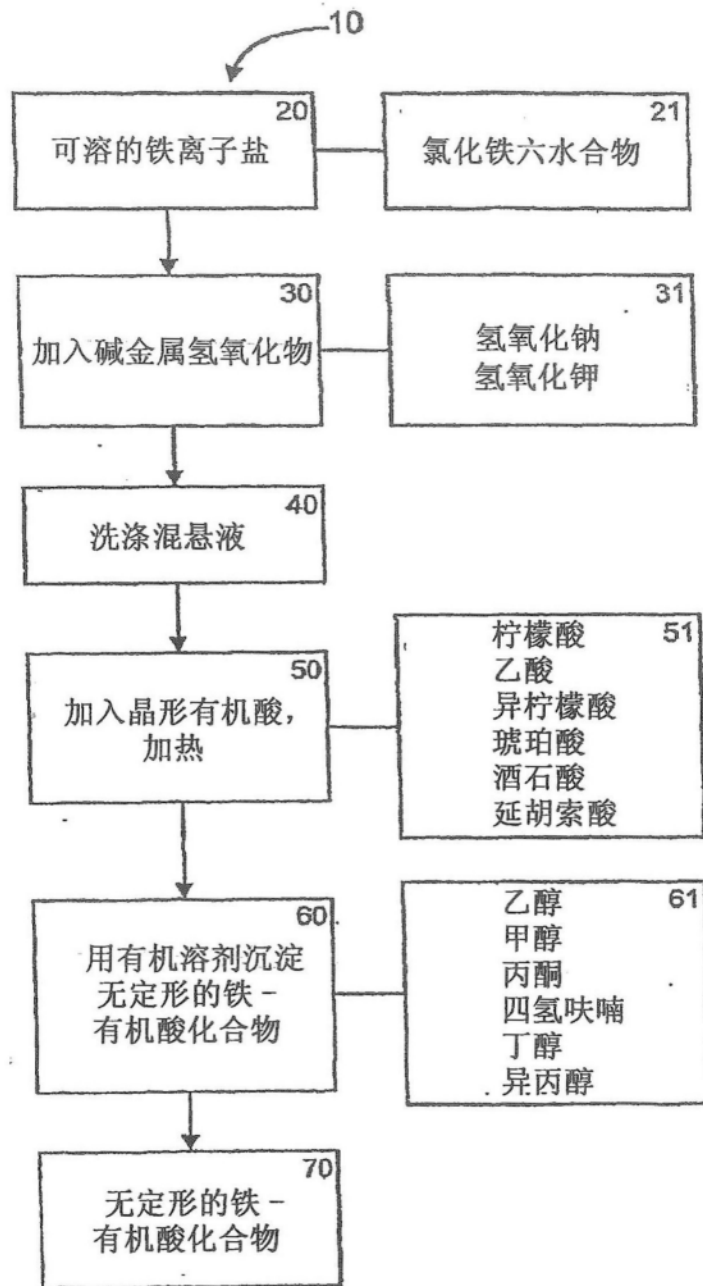 10
20
可溶的铁离子盐
21
氯化铁六水合物
30
加入碱金属氢氧化物
31
氢氧化钠
氢氧化钾
40
洗涤混悬液
50
加入晶形有机酸，
加热
51
柠檬酸
乙酸
异柠檬酸
琥珀酸
酒石酸
延胡索酸
60
用有机溶剂沉淀
无定形的铁－
有机酸化合物
61
乙醇
甲醇
丙酮
四氢呋喃
丁醇
异丙醇
70
无定形的铁－
有机酸化合物